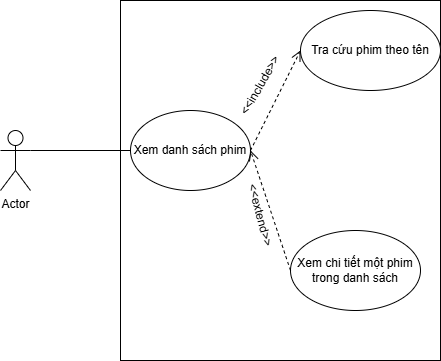 Tra cứu phim theo tên
<<include>>
Xem danh sách phim
<<extend>>
Actor
Xem chi tiết một phim
trong danh sách